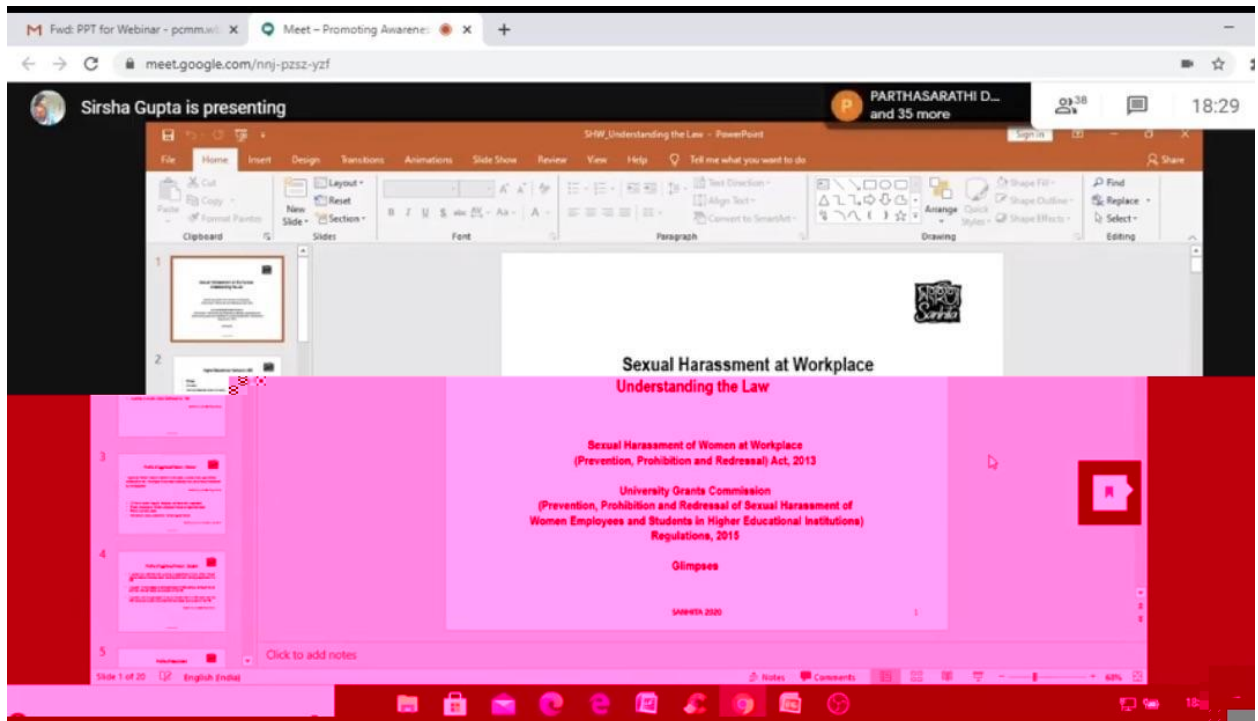 Fwd: PPT for Webinar - pcmm.w
Meet – Promoting Awarene
meet.google.com/nnj-pzsz-yzf
Sirsha Gupta is presenting
P
PARTHASARATHI D...
and 35 more
38
18:29
SHW_Understanding the Law - PowerPoint
Sign in
File Home Insert Design Transitions Animations Slide Show Review View Help Tell me what you want to do Share
Paste
Cut
Copy
Format Painter
Clipboard
New Slide
Layout
Reset
Section
Slides
Font
Text Direction
Align Text
Convert to SmartArt
Paragraph
Arrange
Quick Styles
Shape Fill
Shape Outline
Shape Effects
Drawing
Find
Replace
Select
Editing
1
2
3
4
5
সংহিতা
Sanhita
Sexual Harassment at Workplace
Understanding the Law
Sexual Harassment of Women at Workplace
(Prevention, Prohibition and Redressal) Act, 2013
University Grants Commission
(Prevention, Prohibition and Redressal of Sexual Harassment of
Women Employees and Students in Higher Educational Institutions)
Regulations, 2015
Glimpses
SANHITA 2020 1
Click to add notes
Slide 1 of 20 English (India) Notes Comments 68%